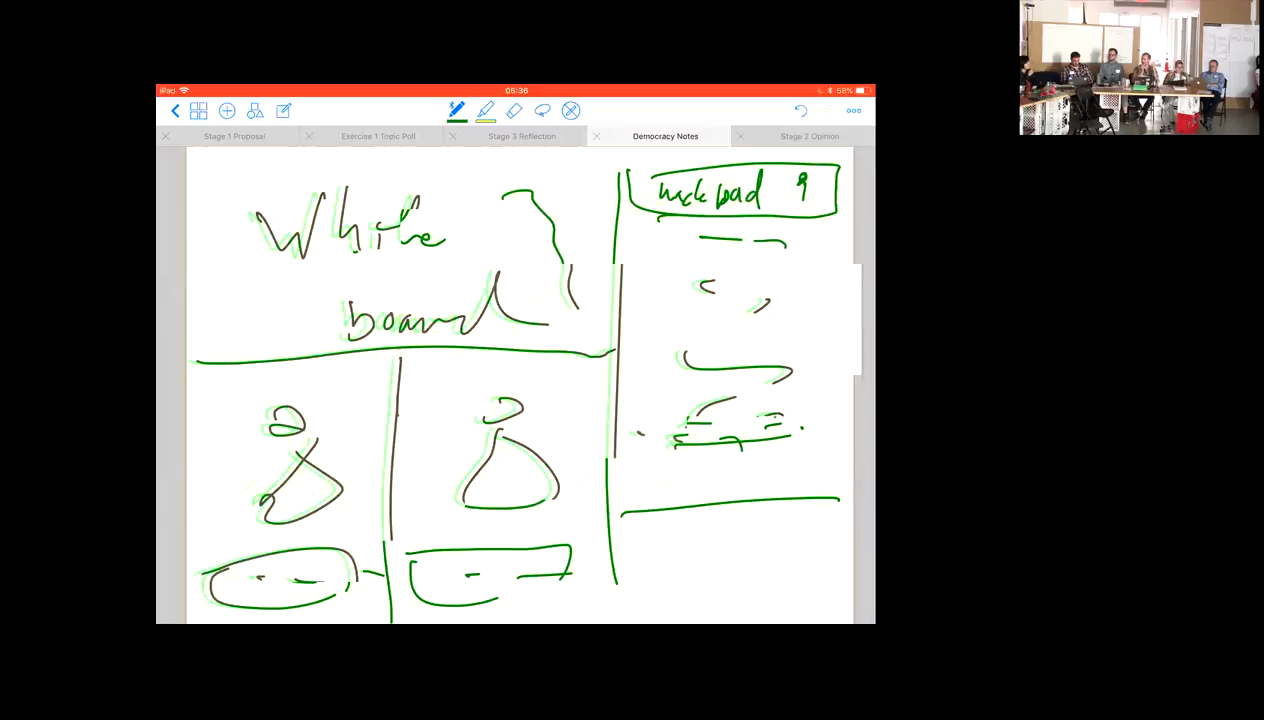 iPad 05:36 58%
Stage 1 Proposal Exercise 1 Topic Poll Stage 3 Reflection Democracy Notes Stage 2 Opinion
White
board